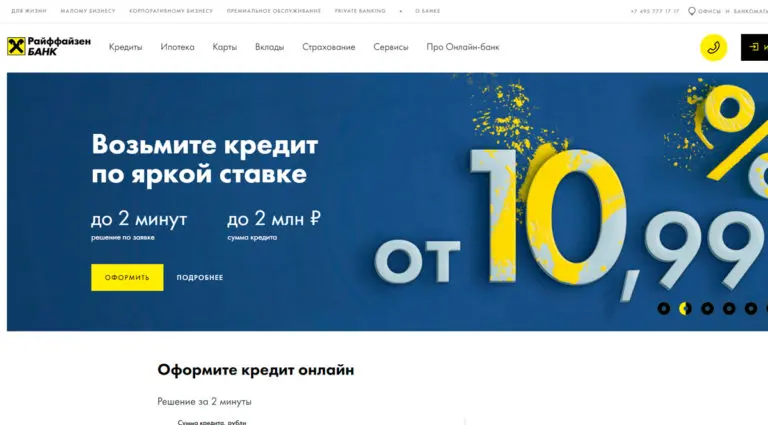 ДЛЯ ЖИЗНИ МАЛОМУ БИЗНЕСУ КОРПОРАТИВНОМУ БИЗНЕСУ ПРЕМИАЛЬНОЕ ОБСЛУЖИВАНИЕ PRIVATE BANKING О БАНКЕ +7 495 777 17 17 ОФИСЫ И БАНКОМАТЫ
Райффайзен
БАНК
Кредиты Ипотека Карты Вклады Страхование Сервисы Про Онлайн-банк
Возьмите кредит
по яркой ставке
до 2 минут до 2 млн ₽
решение по заявке сумма кредита
ОФОРМИТЬ ПОДРОБНЕЕ
от 10,99%
Оформите кредит онлайн
Решение за 2 минуты
Сумма кредита, рубли